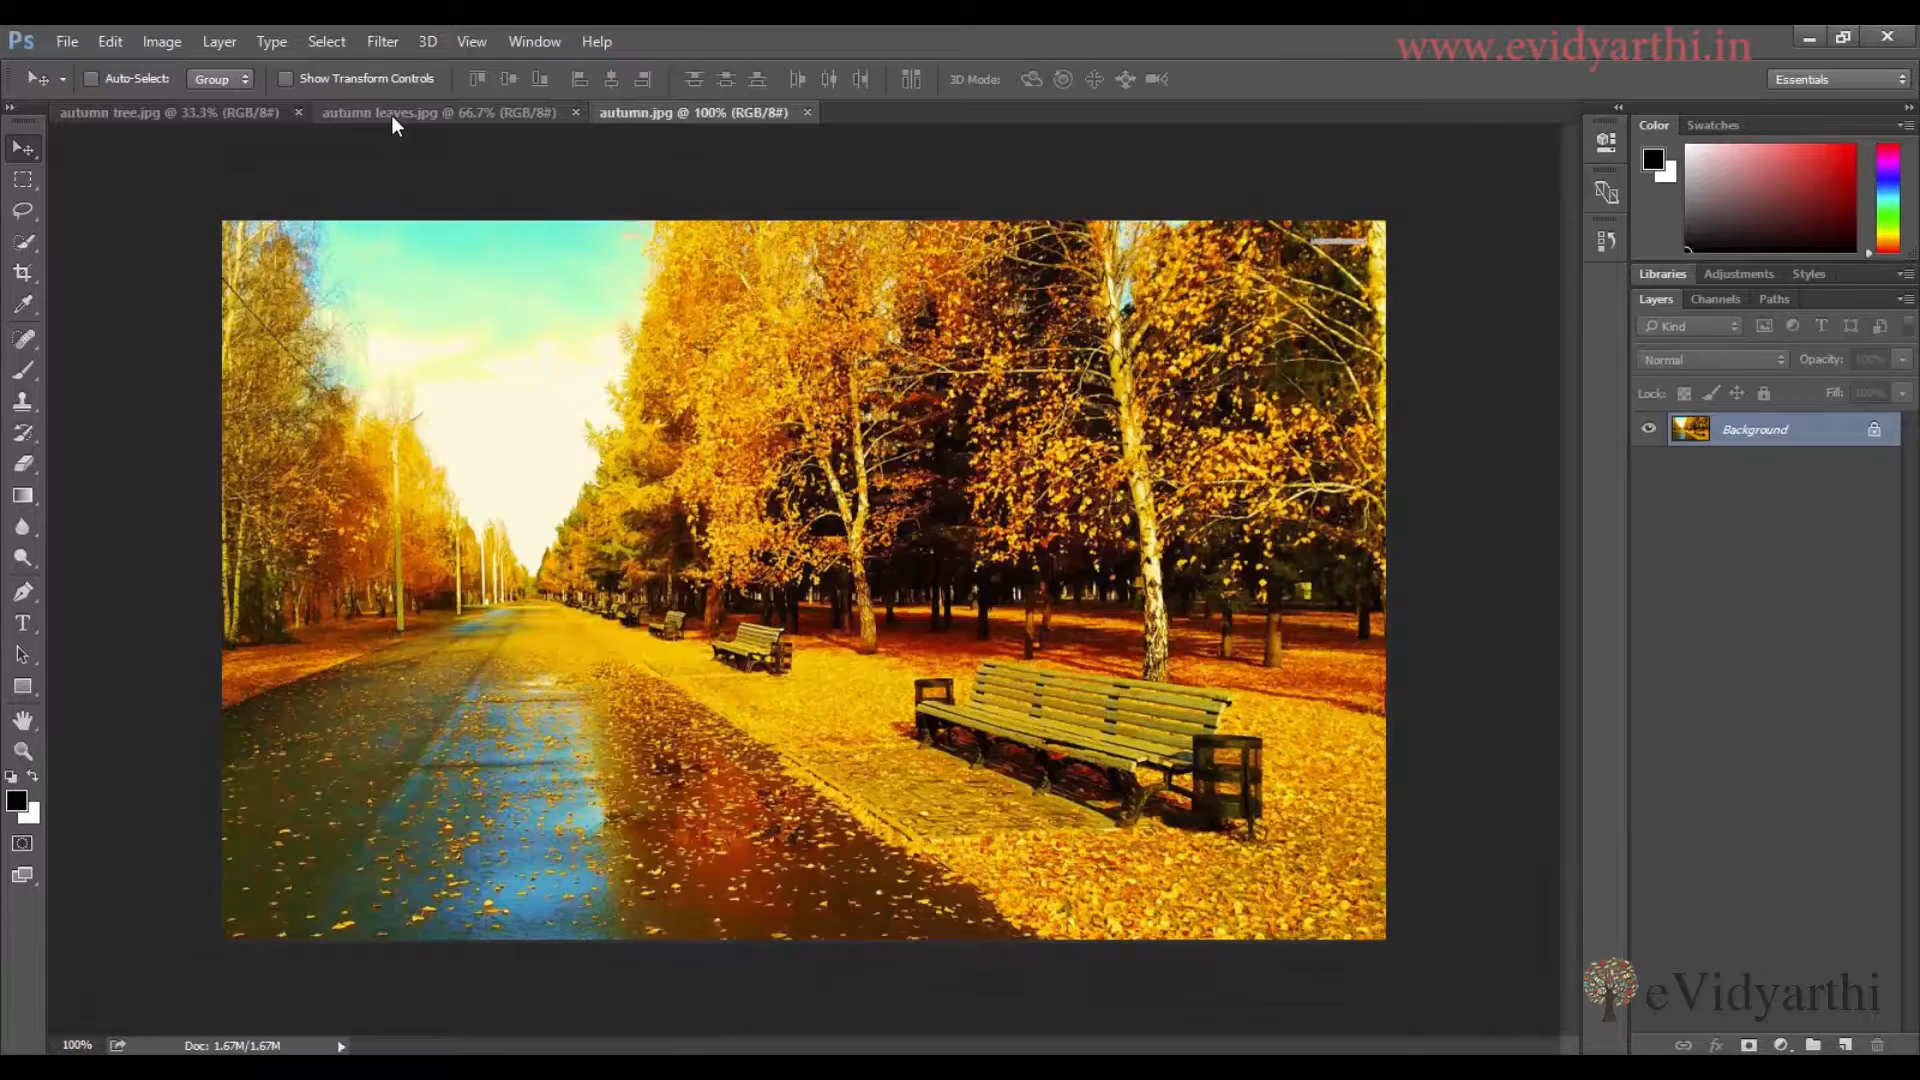 www.evidyarthi.in
Ps File Edit Image Layer Type Select Filter 3D View Window Help
Auto-Select: Group Show Transform Controls 3D Mode: Essentials
autumn tree.jpg @ 33.3% (RGB/8#) × autumn leaves.jpg @ 66.7% (RGB/8#) × autumn.jpg @ 100% (RGB/8#) ×
Color Swatches
Libraries Adjustments Styles
Layers Channels Paths
Kind
Normal Opacity: 100%
Lock: Fill: 100%
Background
eVidyarthi
100% Doc: 1.67M/1.67M